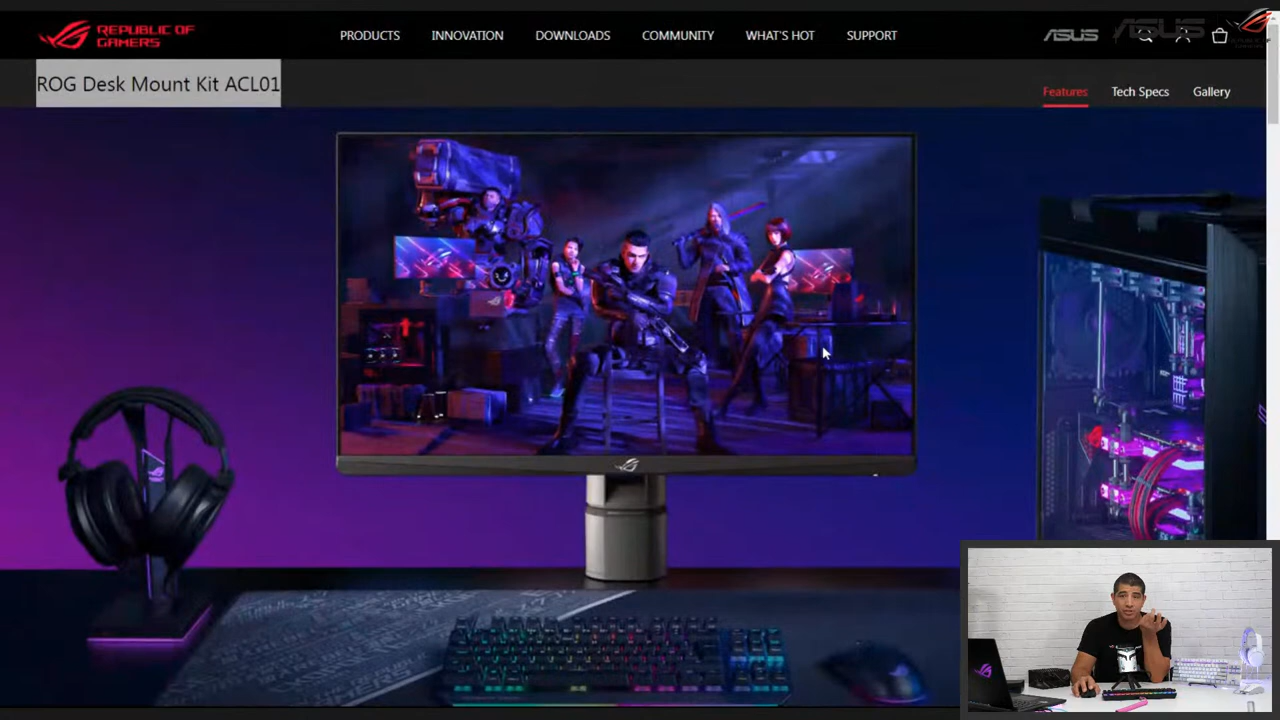 REPUBLIC OF
GAMERS
PRODUCTS
INNOVATION
DOWNLOADS
COMMUNITY
WHAT'S HOT
SUPPORT
ASUS
ASUS
ROG Desk Mount Kit ACL01
Features
Tech Specs
Gallery